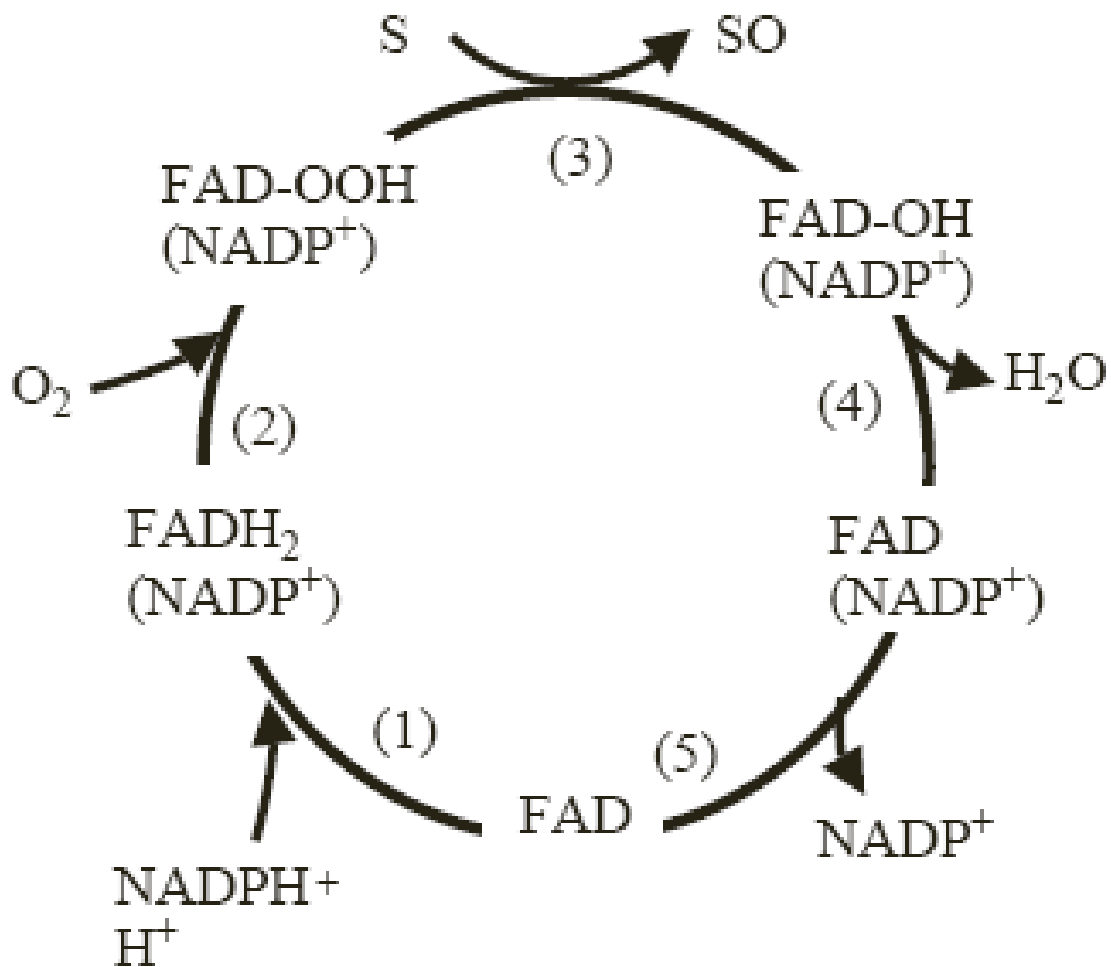 S
SO
(3)
FAD-OOH
(NADP⁺)
FAD-OH
(NADP⁺)
O₂
(2)
(4)
H₂O
FADH₂
(NADP⁺)
FAD
(NADP⁺)
(1)
(5)
FAD
NADP⁺
NADPH+
H⁺